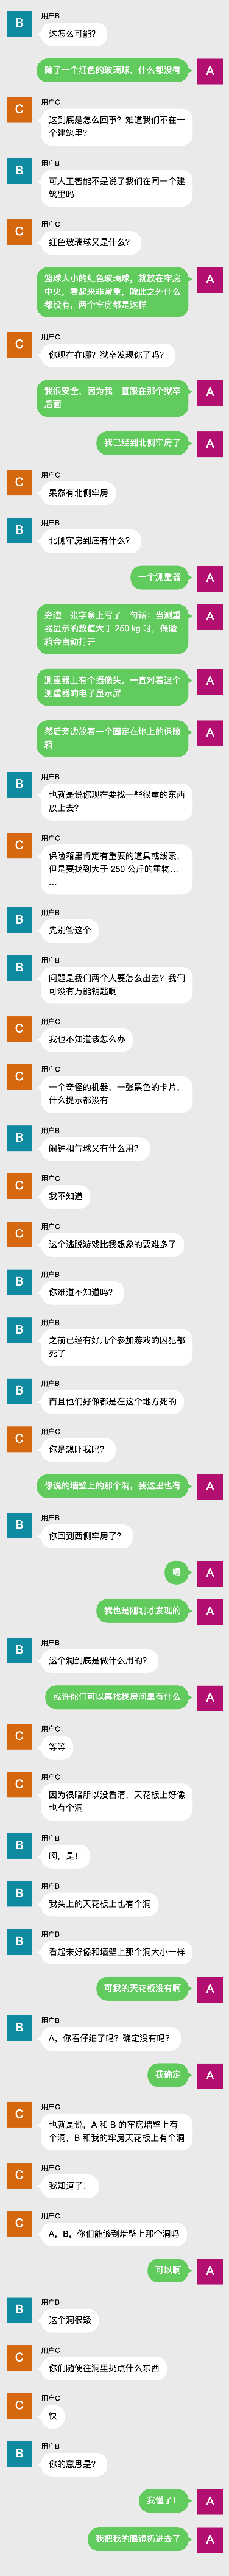 用户B
B
这怎么可能？
除了一个红色的玻璃球，什么都没有
A
用户C
C
这到底是怎么回事？难道我们不在一
个建筑里？
用户B
B
可人工智能不是说了我们在同一个建
筑里吗
用户C
C
红色玻璃球又是什么？
篮球大小的红色玻璃球，就放在牢房
中央，看起来非常重，除此之外什么
都没有，两个牢房都是这样
A
用户C
C
你现在在哪？狱卒发现你了吗？
我很安全，因为我一直跟在那个狱卒
后面
A
我已经到北侧牢房了
A
用户C
C
果然有北侧牢房
用户B
B
北侧牢房到底有什么？
一个测重器
A
旁边一张字条上写了一句话：当测重
器显示的数值大于 250 kg 时，保险
箱会自动打开
A
测重器上有个摄像头，一直对着这个
测重器的电子显示屏
A
然后旁边放着一个固定在地上的保险
箱
A
用户B
B
也就是说你现在要找一些很重的东西
放上去？
用户C
C
保险箱里肯定有重要的道具或线索，
但是要找到大于 250 公斤的重物…
…
用户B
B
先别管这个
用户B
B
问题是我们两个人要怎么出去？我们
可没有万能钥匙啊
用户C
C
我也不知道该怎么办
用户C
C
一个奇怪的机器，一张黑色的卡片，
什么提示都没有
用户B
B
闹钟和气球又有什么用？
用户C
C
我不知道
用户C
C
这个逃脱游戏比我想象的要难多了
用户B
B
你难道不知道吗？
用户B
B
之前已经有好几个参加游戏的囚犯都
死了
用户B
B
而且他们好像都是在这个地方死的
用户C
C
你是想吓我吗？
你说的墙壁上的那个洞，我这里也有
A
用户B
B
你回到西侧牢房了？
嗯
A
我也是刚刚才发现的
A
用户B
B
这个洞到底是做什么用的？
或许你们可以再找找房间里有什么
A
用户C
C
等等
用户C
C
因为很暗所以没看清，天花板上好像
也有个洞
用户B
B
啊，是！
用户B
B
我头上的天花板上也有个洞
用户B
B
看起来好像和墙壁上那个洞大小一样
可我的天花板没有啊
A
用户B
B
A，你看仔细了吗？确定没有吗？
我确定
A
用户C
C
也就是说，A 和 B 的牢房墙壁上有
个洞，B 和我的牢房天花板上有个洞
用户C
C
我知道了！
用户C
C
A，B，你们能够到墙壁上那个洞吗
可以啊
A
用户B
B
这个洞很矮
用户C
C
你们随便往洞里扔点什么东西
用户C
C
快
用户B
B
你的意思是？
我懂了！
A
我把我的眼镜扔进去了
A